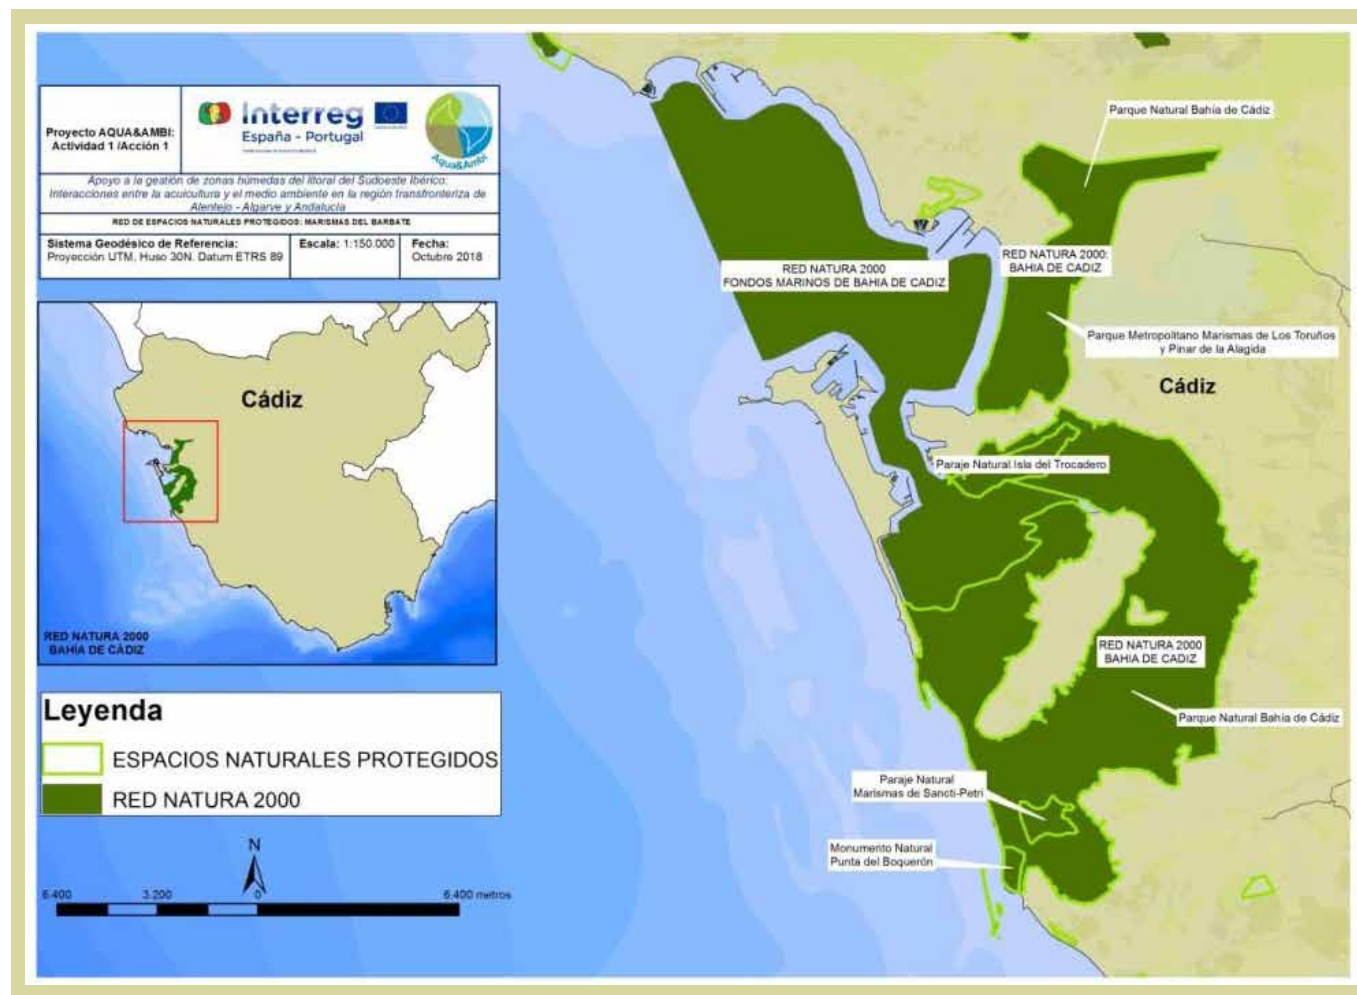 Proyecto AQUA&AMBI:
Actividad 1 /Acción 1
Interreg
España - Portugal
Aqua&Ambi
Apoyo a la gestión de zonas húmedas del litoral del Sudoeste Ibérico:
Interacciones entre la acuicultura y el medio ambiente en la región transfronteriza de
Alentejo - Algarve y Andalucía
RED DE ESPACIOS NATURALES PROTEGIDOS: MARISMAS DEL BARBATE
Sistema Geodésico de Referencia:
Proyección UTM, Huso 30N. Datum ETRS 89
Escala: 1:150.000
Fecha:
Octubre 2018
Cádiz
RED NATURA 2000
BAHÍA DE CÁDIZ
Leyenda
ESPACIOS NATURALES PROTEGIDOS
RED NATURA 2000
N
6.400 3.200 0 6.400 metros
Parque Natural Bahía de Cádiz
RED NATURA 2000
FONDOS MARINOS DE BAHIA DE CADIZ
RED NATURA 2000:
BAHIA DE CADIZ
Parque Metropolitano Marismas de Los Toruños
y Pinar de la Alagida
Cádiz
Paraje Natural Isla del Trocadero
RED NATURA 2000
BAHIA DE CADIZ
Parque Natural Bahía de Cádiz
Paraje Natural
Marismas de Sancti-Petri
Monumento Natural
Punta del Boquerón